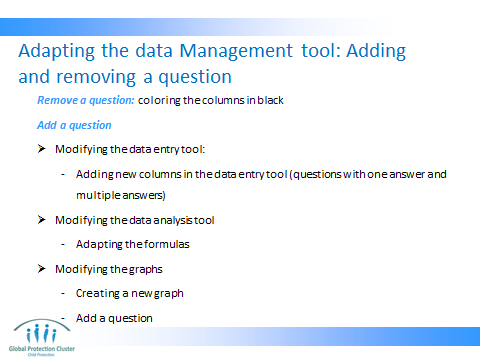 Adapting the data Management tool: Adding
and removing a question
Remove a question: coloring the columns in black
Add a question
➢ Modifying the data entry tool:
- Adding new columns in the data entry tool (questions with one answer and
multiple answers)
➢ Modifying the data analysis tool
- Adapting the formulas
➢ Modifying the graphs
- Creating a new graph
- Add a question
Global Protection Cluster
Child Protection